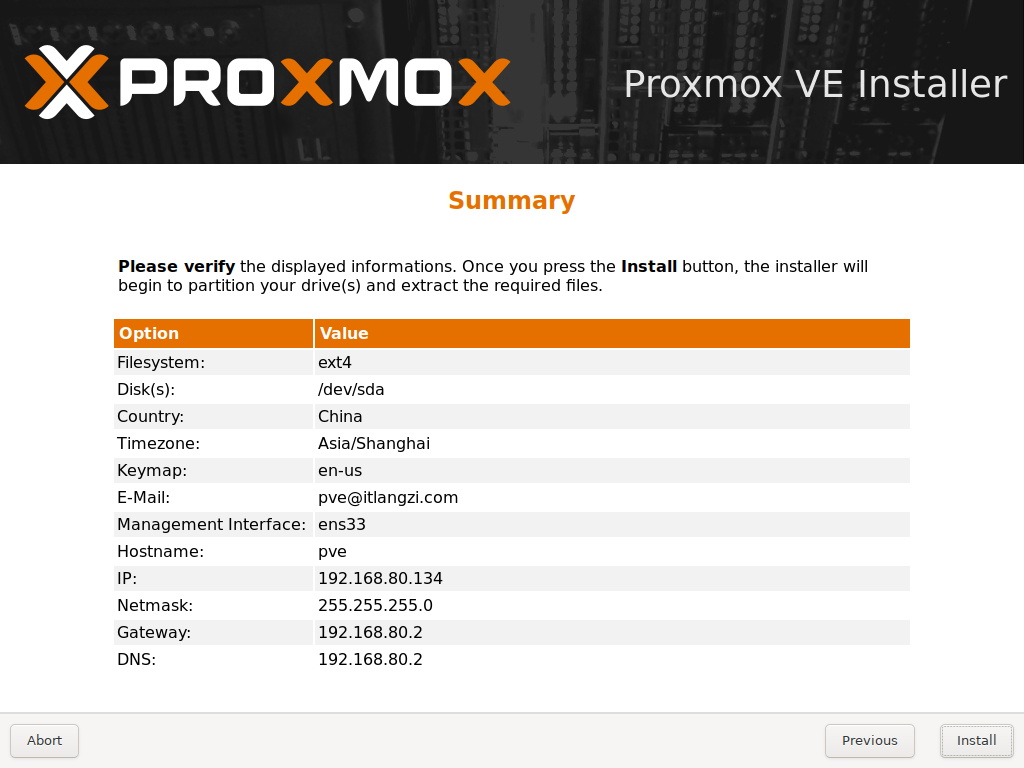 PROXMOX
Proxmox VE Installer
Summary
Please verify the displayed informations. Once you press the Install button, the installer will
begin to partition your drive(s) and extract the required files.
Option Value
Filesystem: ext4
Disk(s): /dev/sda
Country: China
Timezone: Asia/Shanghai
Keymap: en-us
E-Mail: pve@itlangzi.com
Management Interface: ens33
Hostname: pve
IP: 192.168.80.134
Netmask: 255.255.255.0
Gateway: 192.168.80.2
DNS: 192.168.80.2
Abort Previous Install